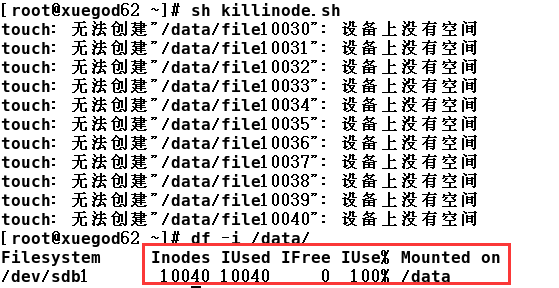 [root@xuegod62 ~]# sh killinode.sh
touch: 无法创建"/data/file10030": 设备上没有空间
touch: 无法创建"/data/file10031": 设备上没有空间
touch: 无法创建"/data/file10032": 设备上没有空间
touch: 无法创建"/data/file10033": 设备上没有空间
touch: 无法创建"/data/file10034": 设备上没有空间
touch: 无法创建"/data/file10035": 设备上没有空间
touch: 无法创建"/data/file10036": 设备上没有空间
touch: 无法创建"/data/file10037": 设备上没有空间
touch: 无法创建"/data/file10038": 设备上没有空间
touch: 无法创建"/data/file10039": 设备上没有空间
touch: 无法创建"/data/file10040": 设备上没有空间
[root@xuegod62 ~]# df -i /data/
Filesystem Inodes IUsed IFree IUse% Mounted on
/dev/sdb1 10040 10040 0 100% /data